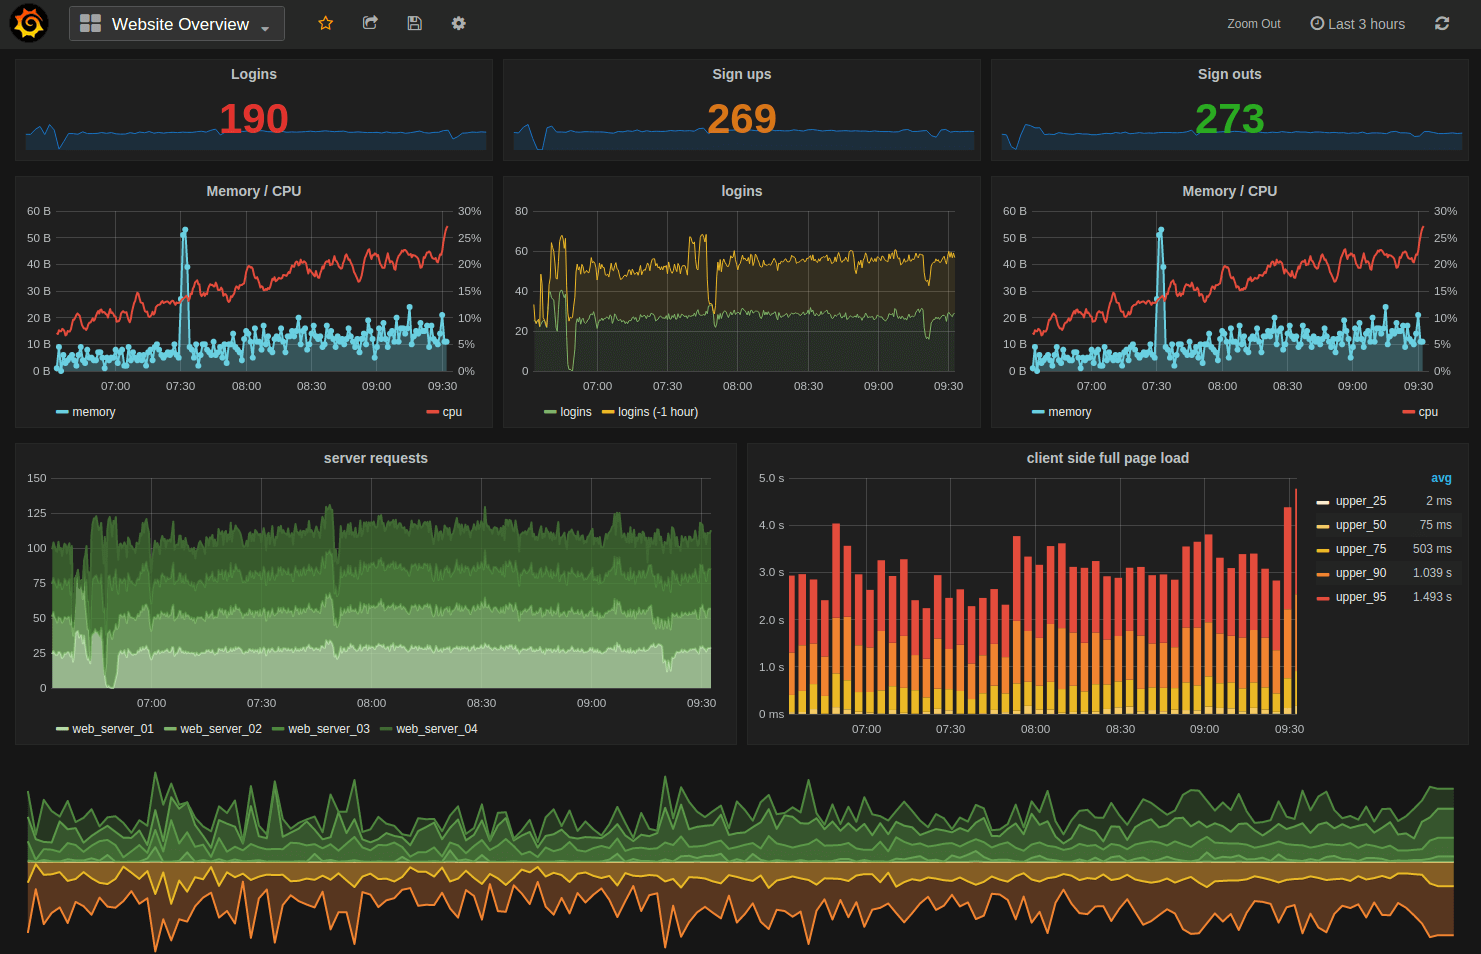 Website Overview
Zoom Out
Last 3 hours
Logins
190
Sign ups
269
Sign outs
273
Memory / CPU
60 B
50 B
40 B
30 B
20 B
10 B
0 B
30%
25%
20%
15%
10%
5%
0%
07:00 07:30 08:00 08:30 09:00 09:30
memory
cpu
logins
80
60
40
20
0
07:00 07:30 08:00 08:30 09:00 09:30
logins logins (-1 hour)
Memory / CPU
60 B
50 B
40 B
30 B
20 B
10 B
0 B
30%
25%
20%
15%
10%
5%
0%
07:00 07:30 08:00 08:30 09:00 09:30
memory
cpu
server requests
150
125
100
75
50
25
0
07:00 07:30 08:00 08:30 09:00 09:30
web_server_01 web_server_02 web_server_03 web_server_04
client side full page load
5.0 s
4.0 s
3.0 s
2.0 s
1.0 s
0 ms
07:00 07:30 08:00 08:30 09:00 09:30
avg
upper_25 2 ms
upper_50 75 ms
upper_75 503 ms
upper_90 1.039 s
upper_95 1.493 s